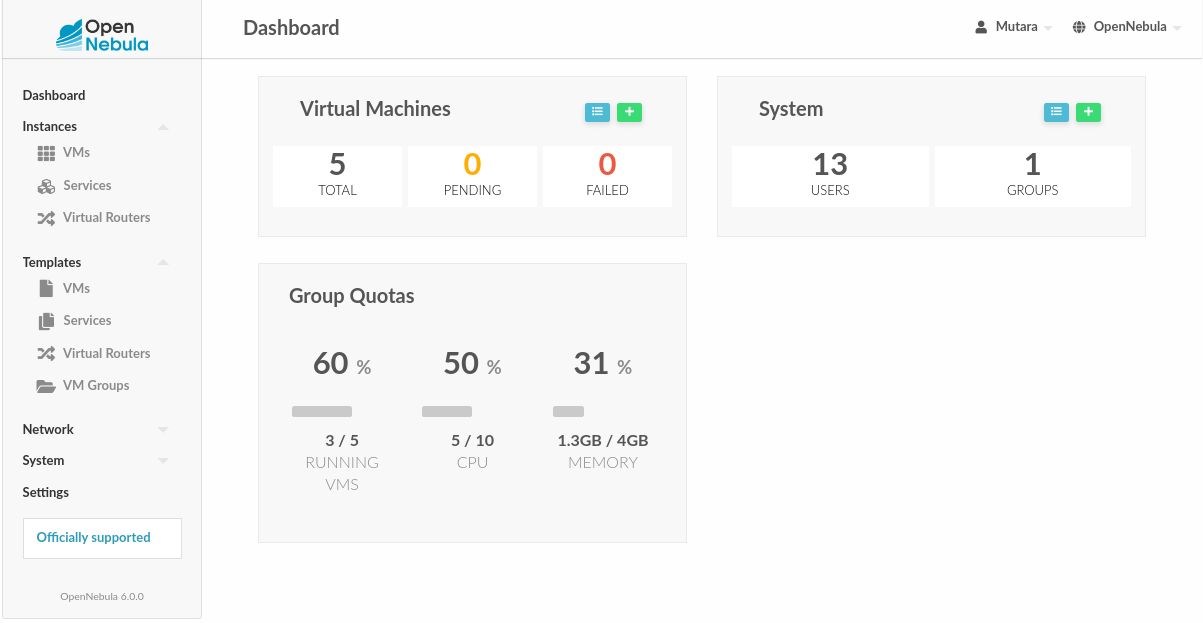 Open
Nebula
Dashboard
Mutara
OpenNebula
Dashboard
Instances
VMs
Services
Virtual Routers
Templates
VMs
Services
Virtual Routers
VM Groups
Network
System
Settings
Officially supported
OpenNebula 6.0.0
Virtual Machines
5
TOTAL
0
PENDING
0
FAILED
System
13
USERS
1
GROUPS
Group Quotas
60 %
3 / 5
RUNNING
VMS
50 %
5 / 10
CPU
31 %
1.3GB / 4GB
MEMORY